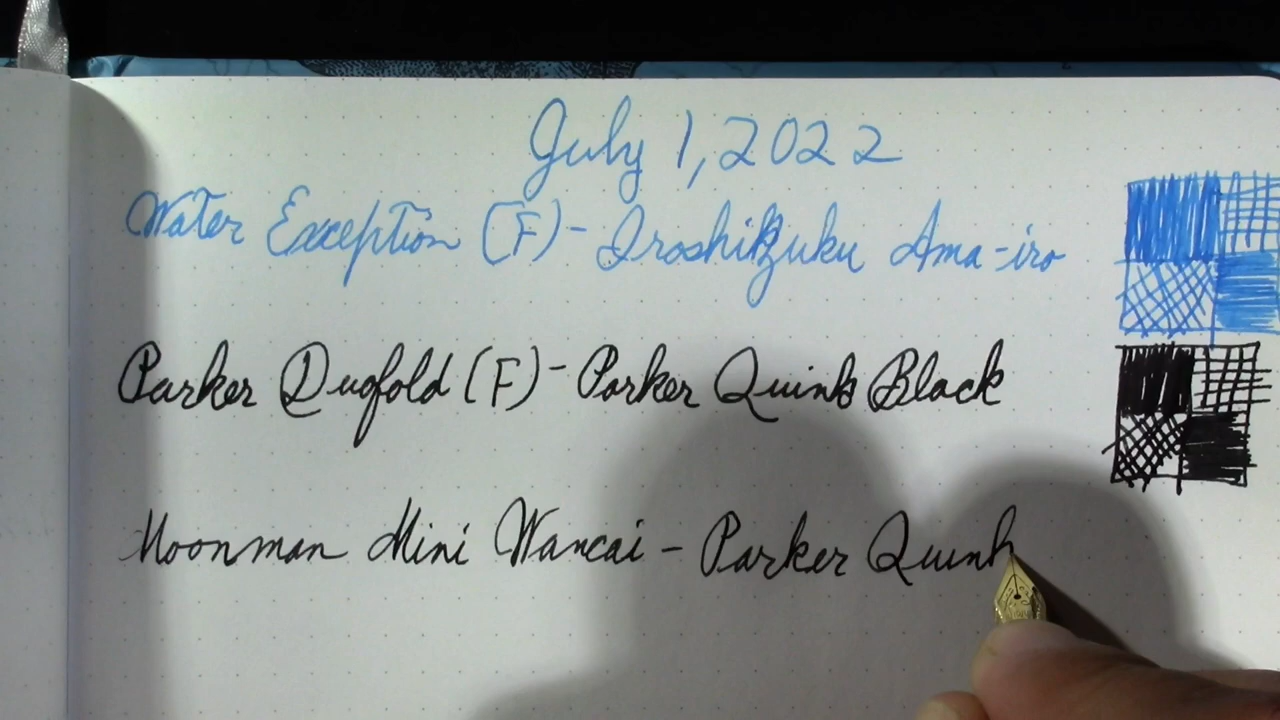 July 1, 2022
Water Exception (F) - Iroshizuku Ama-iro
Parker Duofold (F) - Parker Quink Black
Moonman Mini Wancai - Parker Quink